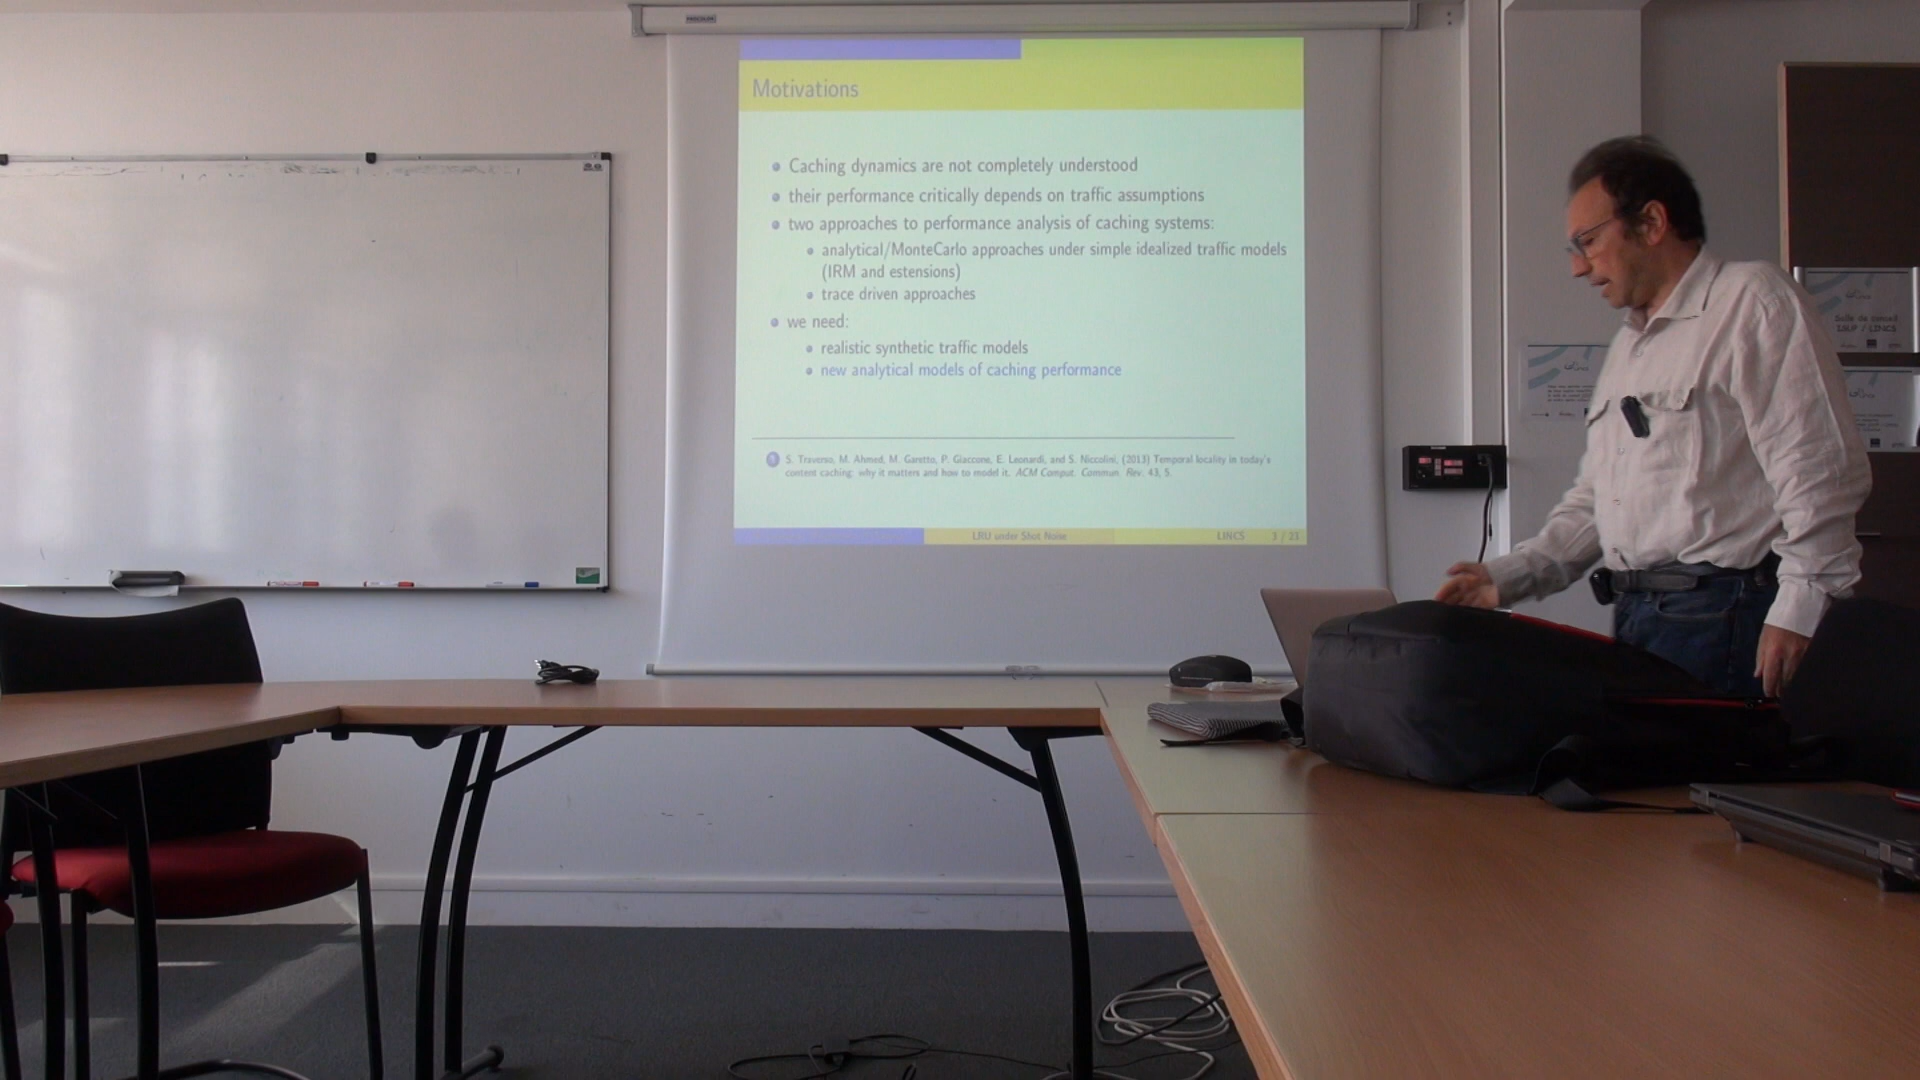 Motivations
Caching dynamics are not completely understood
their performance critically depends on traffic assumptions
two approaches to performance analysis of caching systems:
analytical/MonteCarlo approaches under simple idealized traffic models
(IRM and estensions)
trace driven approaches
we need:
realistic synthetic traffic models
new analytical models of caching performance
S. Traverso, M. Ahmed, M. Garetto, P. Giaccone, E. Leonardi, and S. Niccolini, (2013) Temporal locality in today's
content caching: why it matters and how to model it. ACM Comput. Commun. Rev. 43, 5.
LRU under Shot Noise LINCS 3 / 23
Salle de conseil
LINCS